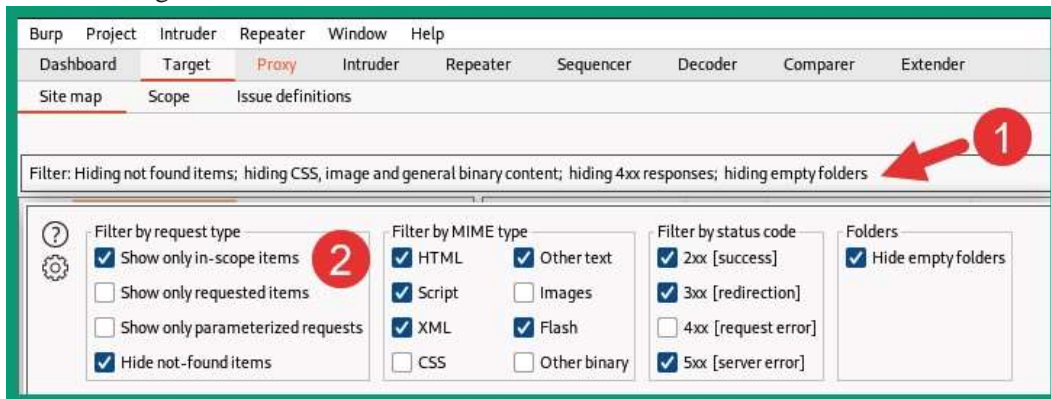 Burp Project Intruder Repeater Window Help
Dashboard Target Proxy Intruder Repeater Sequencer Decoder Comparer Extender
Site map Scope Issue definitions
1
Filter: Hiding not found items; hiding CSS, image and general binary content; hiding 4xx responses; hiding empty folders
?
Filter by request type
Show only in-scope items
2
Show only requested items
Show only parameterized requests
Hide not-found items
Filter by MIME type
HTML Other text
Script Images
XML Flash
CSS Other binary
Filter by status code
2xx [success]
3xx [redirection]
4xx [request error]
5xx [server error]
Folders
Hide empty folders